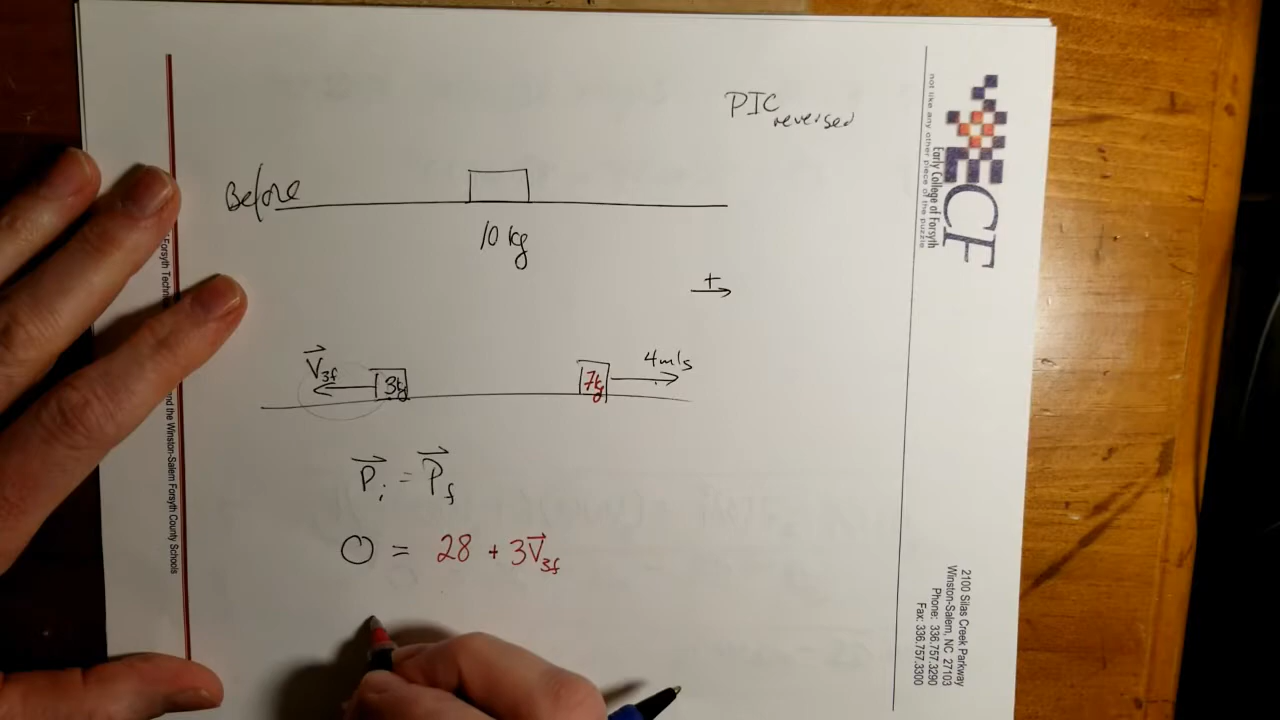 PIC reversed
Before
10 kg
+
V3f
3kg
7kg
4m/s
Pi = Pf
0 = 28 + 3V3f
ECF
Early College of Forsyth
not like any other piece of the puzzle
2100 Silas Creek Parkway
Winston-Salem, NC 27103
Phone: 336.757.3290
Fax: 336.757.3300
Forsyth Techni
and the Winston-Salem Forsyth County Schools